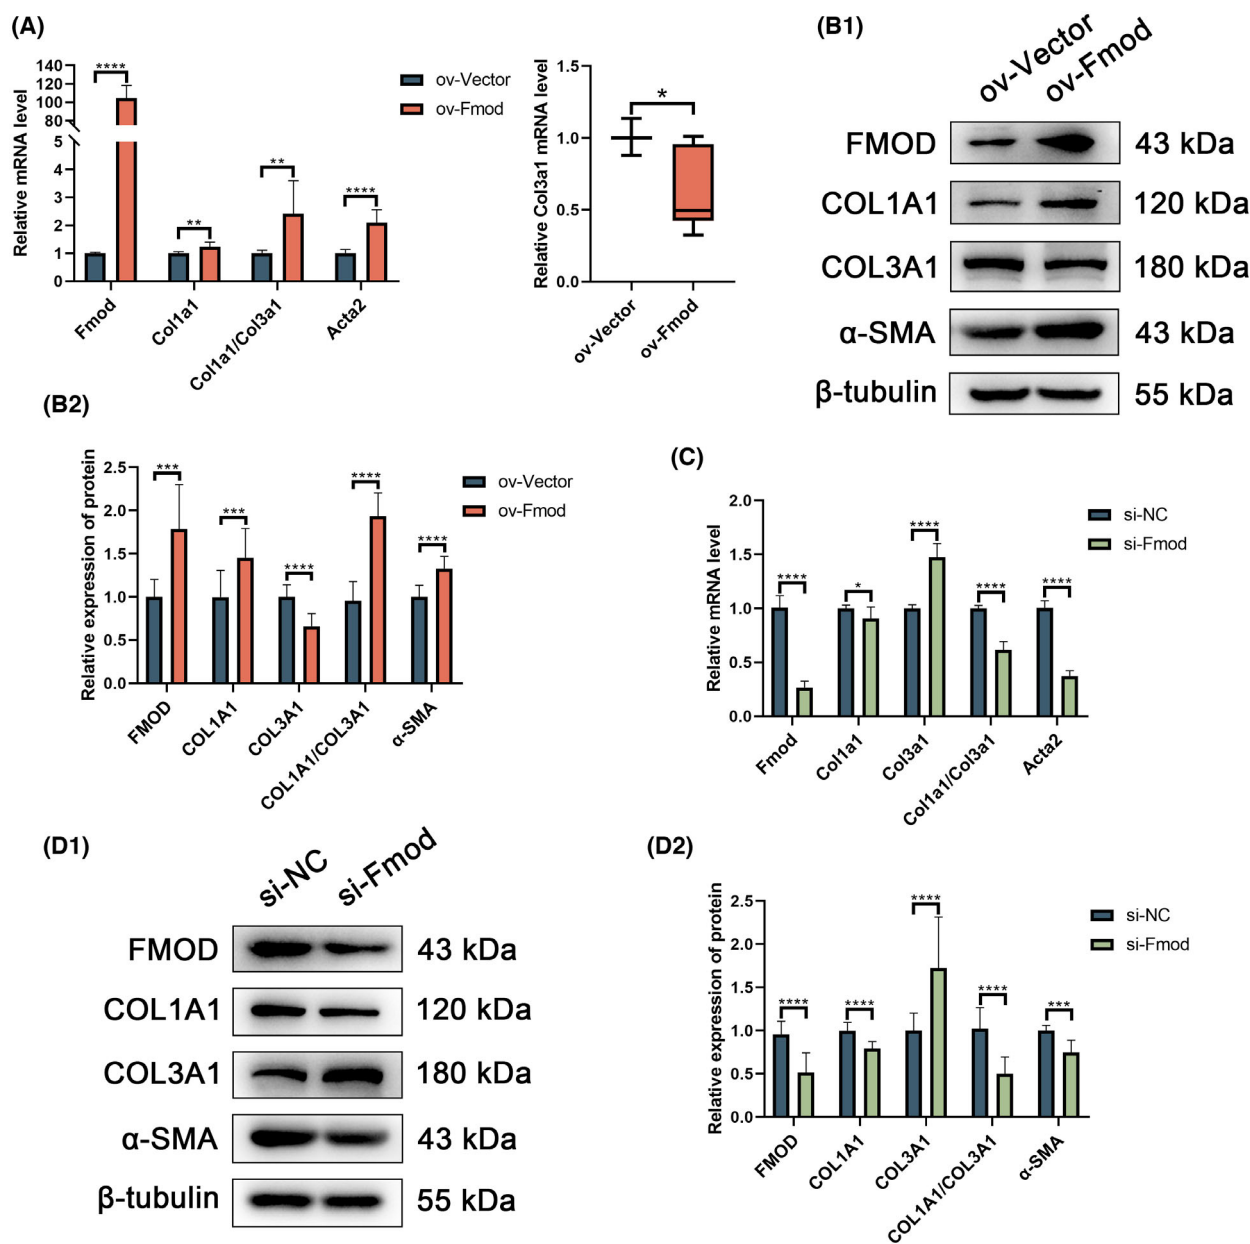 (A)
Relative mRNA level
140
120
100
80
5
4
3
2
1
0
****
**
**
****
ov-Vector
ov-Fmod
Fmod
Col1a1
Col1a1/Col3a1
Acta2
Relative Col3a1 mRNA level
1.5
1.0
0.5
0.0
*
ov-Vector
ov-Fmod
(B1)
ov-Vector
ov-Fmod
FMOD 43 kDa
COL1A1 120 kDa
COL3A1 180 kDa
α-SMA 43 kDa
β-tubulin 55 kDa
(B2)
Relative expression of protein
2.5
2.0
1.5
1.0
0.5
0.0
***
***
****
****
****
ov-Vector
ov-Fmod
FMOD
COL1A1
COL3A1
COL1A1/COL3A1
α-SMA
(C)
Relative mRNA level
2.0
1.5
1.0
0.5
0.0
****
*
****
****
****
si-NC
si-Fmod
Fmod
Col1a1
Col3a1
Col1a1/Col3a1
Acta2
(D1)
si-NC
si-Fmod
FMOD 43 kDa
COL1A1 120 kDa
COL3A1 180 kDa
α-SMA 43 kDa
β-tubulin 55 kDa
(D2)
Relative expression of protein
2.5
2.0
1.5
1.0
0.5
0.0
****
****
****
****
***
si-NC
si-Fmod
FMOD
COL1A1
COL3A1
COL1A1/COL3A1
α-SMA